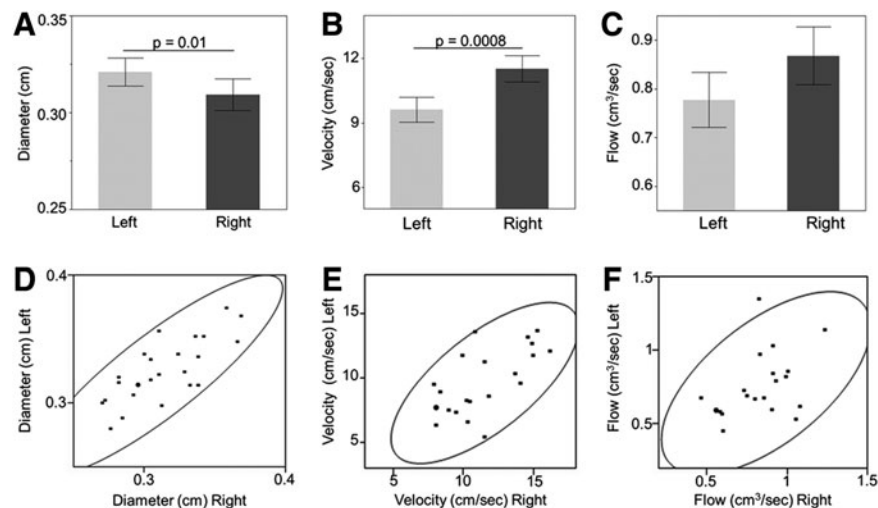 A
p = 0.01
Diameter (cm)
0.35
0.30
0.25
Left
Right
B
p = 0.0008
Velocity (cm/sec)
12
9
6
Left
Right
C
Flow (cm³/sec)
0.9
0.8
0.7
0.6
Left
Right
D
Diameter (cm) Left
0.4
0.3
0.3
0.4
Diameter (cm) Right
E
Velocity (cm/sec) Left
15
10
5
5
10
15
Velocity (cm/sec) Right
F
Flow (cm³/sec) Left
1.5
1
0.5
0.5
1
1.5
Flow (cm³/sec) Right